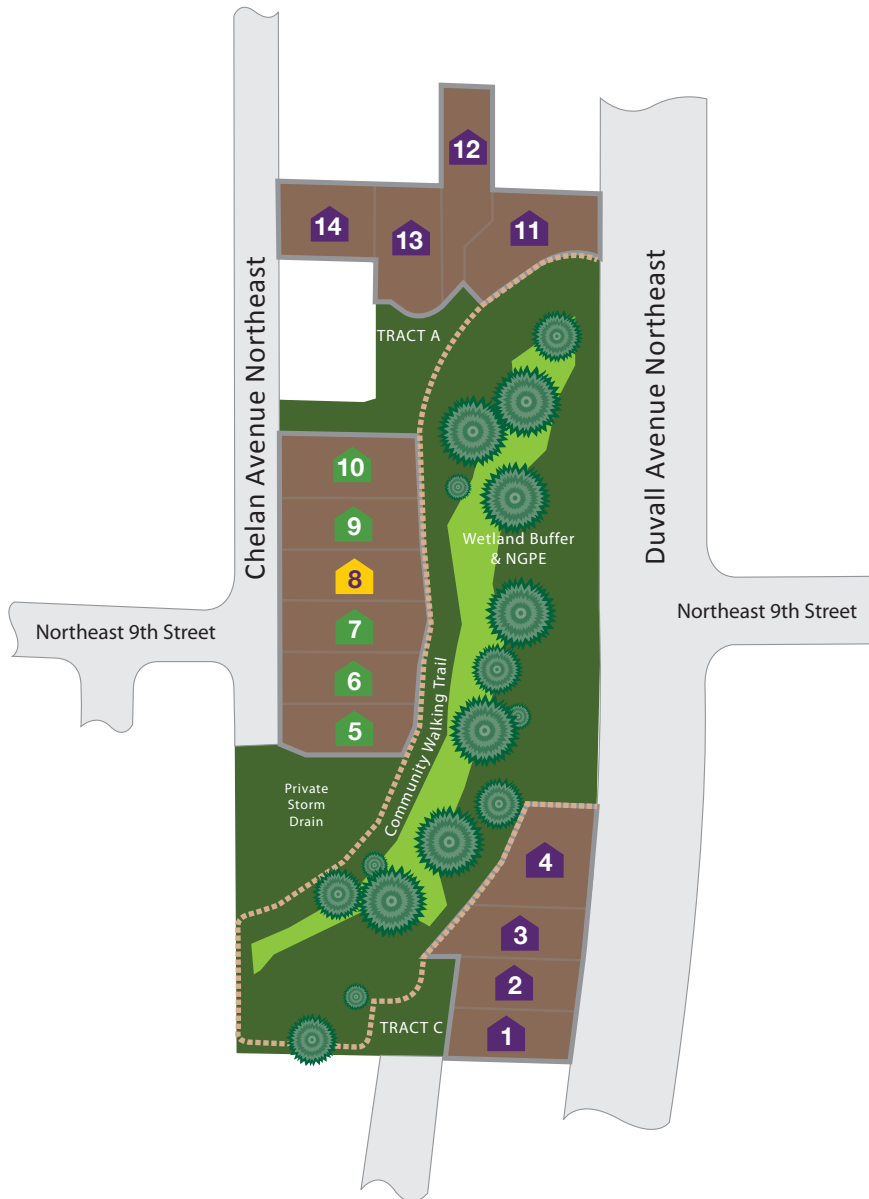 12
14
13
11
Chelan Avenue Northeast
Duvall Avenue Northeast
TRACT A
10
9
8
7
6
5
Wetland Buffer
& NGPE
Northeast 9th Street
Northeast 9th Street
Community Walking Trail
Private
Storm
Drain
4
3
2
1
TRACT C